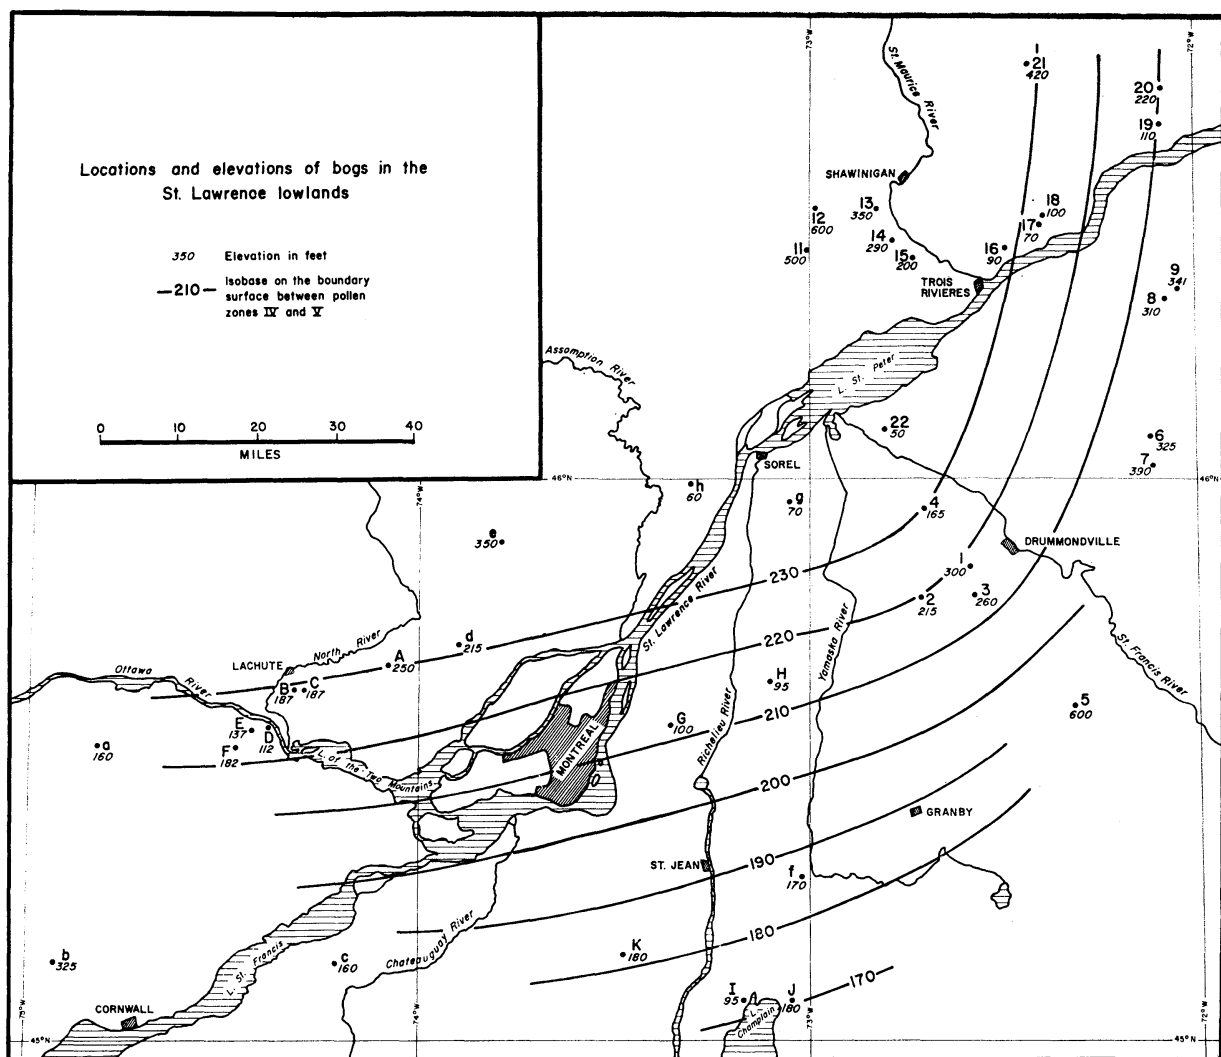 Locations and elevations of bogs in the
St. Lawrence lowlands
350 Elevation in feet
—210— Isobase on the boundary
surface between pollen
zones IV and V
0 10 20 30 40
MILES
73°W
72°W
St. Maurice River
1
21
420
20
220
19
110
SHAWINIGAN
12
600
13
350
18
100
17
70
14
290
11
500
15
200
16
90
TROIS
RIVIERES
9
341
8
310
Assomption River
L. St. Peter
22
50
6
325
7
390
SOREL
46°N
46°N
74°W
h
60
g
70
4
165
e
350
DRUMMONDVILLE
230
1
300
2
215
3
260
St. Lawrence River
220
Yamaska River
St. Francis River
North River
d
215
LACHUTE
A
250
Ottawa River
B
187
C
187
H
95
210
5
600
E
137
D
112
F
182
a
160
G
100
Richelieu River
MONTREAL
L. of the Two Mountains
200
GRANBY
190
ST. JEAN
f
170
180
Chateauguay River
b
325
c
160
K
180
L. St. Francis
170
I
95
J
180
L. Champlain
CORNWALL
75°W
74°W
73°W
72°W
45°N
45°N